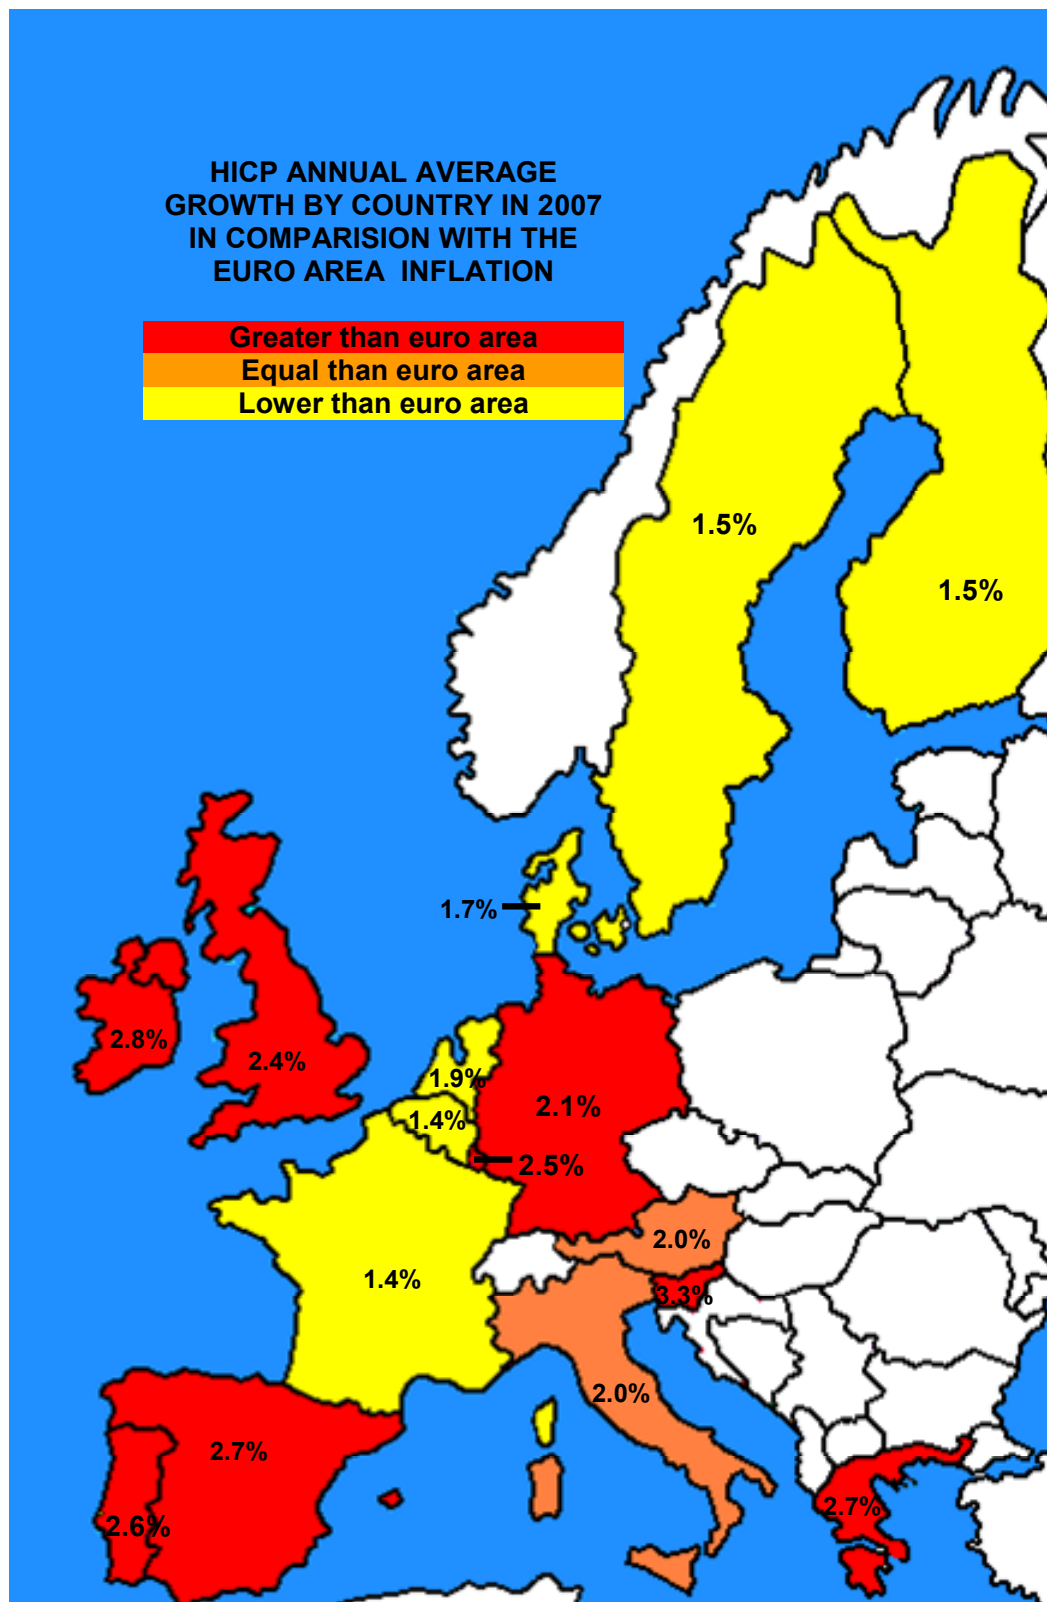 HICP ANNUAL AVERAGE
GROWTH BY COUNTRY IN 2007
IN COMPARISION WITH THE
EURO AREA  INFLATION
Greater than euro area
Equal than euro area
Lower than euro area
1.5%
1.5%
1.7%
2.8%
2.4%
1.9%
2.1%
1.4%
2.5%
2.0%
1.4%
3.3%
2.0%
2.7%
2.6%
2.7%